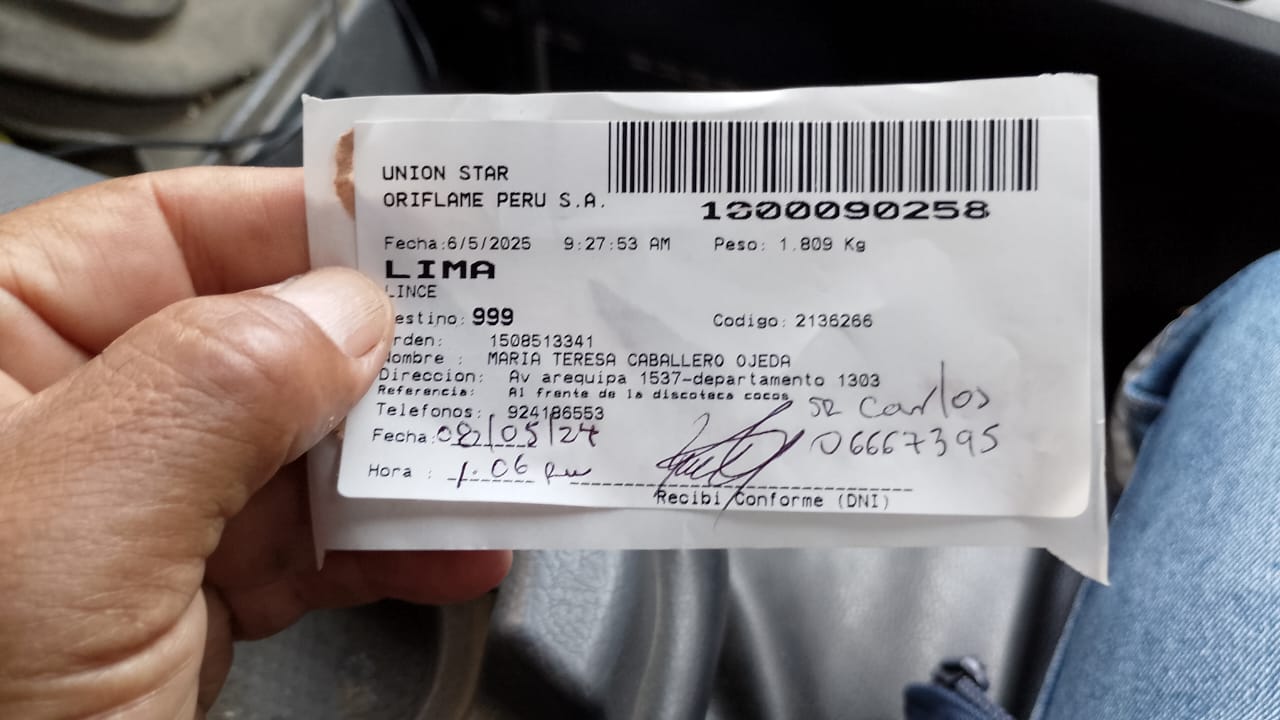 UNION STAR
ORIFLAME PERU S.A.
1000090258
Fecha:6/5/2025 9:27:53 AM Peso: 1.809 Kg
LIMA
LINCE
estino: 999 Codigo: 2136266
rden: 1508513341
Nombre : MARIA TERESA CABALLERO OJEDA
Direccion: Av arequipa 1537-departamento 1303
Referencia: Al frente de la discoteca cocos
Telefonos: 924186553
SR Carlos
Fecha: 08/05/24 06667395
Hora : 1:06 Pm
Recibi Conforme (DNI)